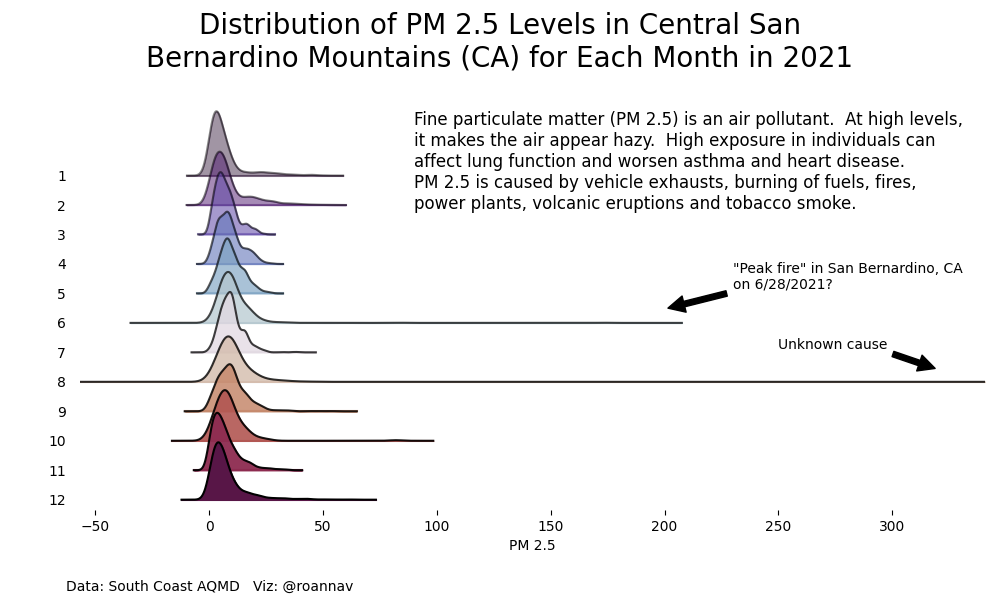 Distribution of PM 2.5 Levels in Central San
Bernardino Mountains (CA) for Each Month in 2021
Fine particulate matter (PM 2.5) is an air pollutant.  At high levels,
it makes the air appear hazy.  High exposure in individuals can
affect lung function and worsen asthma and heart disease.
PM 2.5 is caused by vehicle exhausts, burning of fuels, fires,
power plants, volcanic eruptions and tobacco smoke.
1
2
3
4
5
"Peak fire" in San Bernardino, CA
on 6/28/2021?
6
7
Unknown cause
8
9
10
11
12
−50 0 50 100 150 200 250 300
PM 2.5
Data: South Coast AQMD   Viz: @roannav